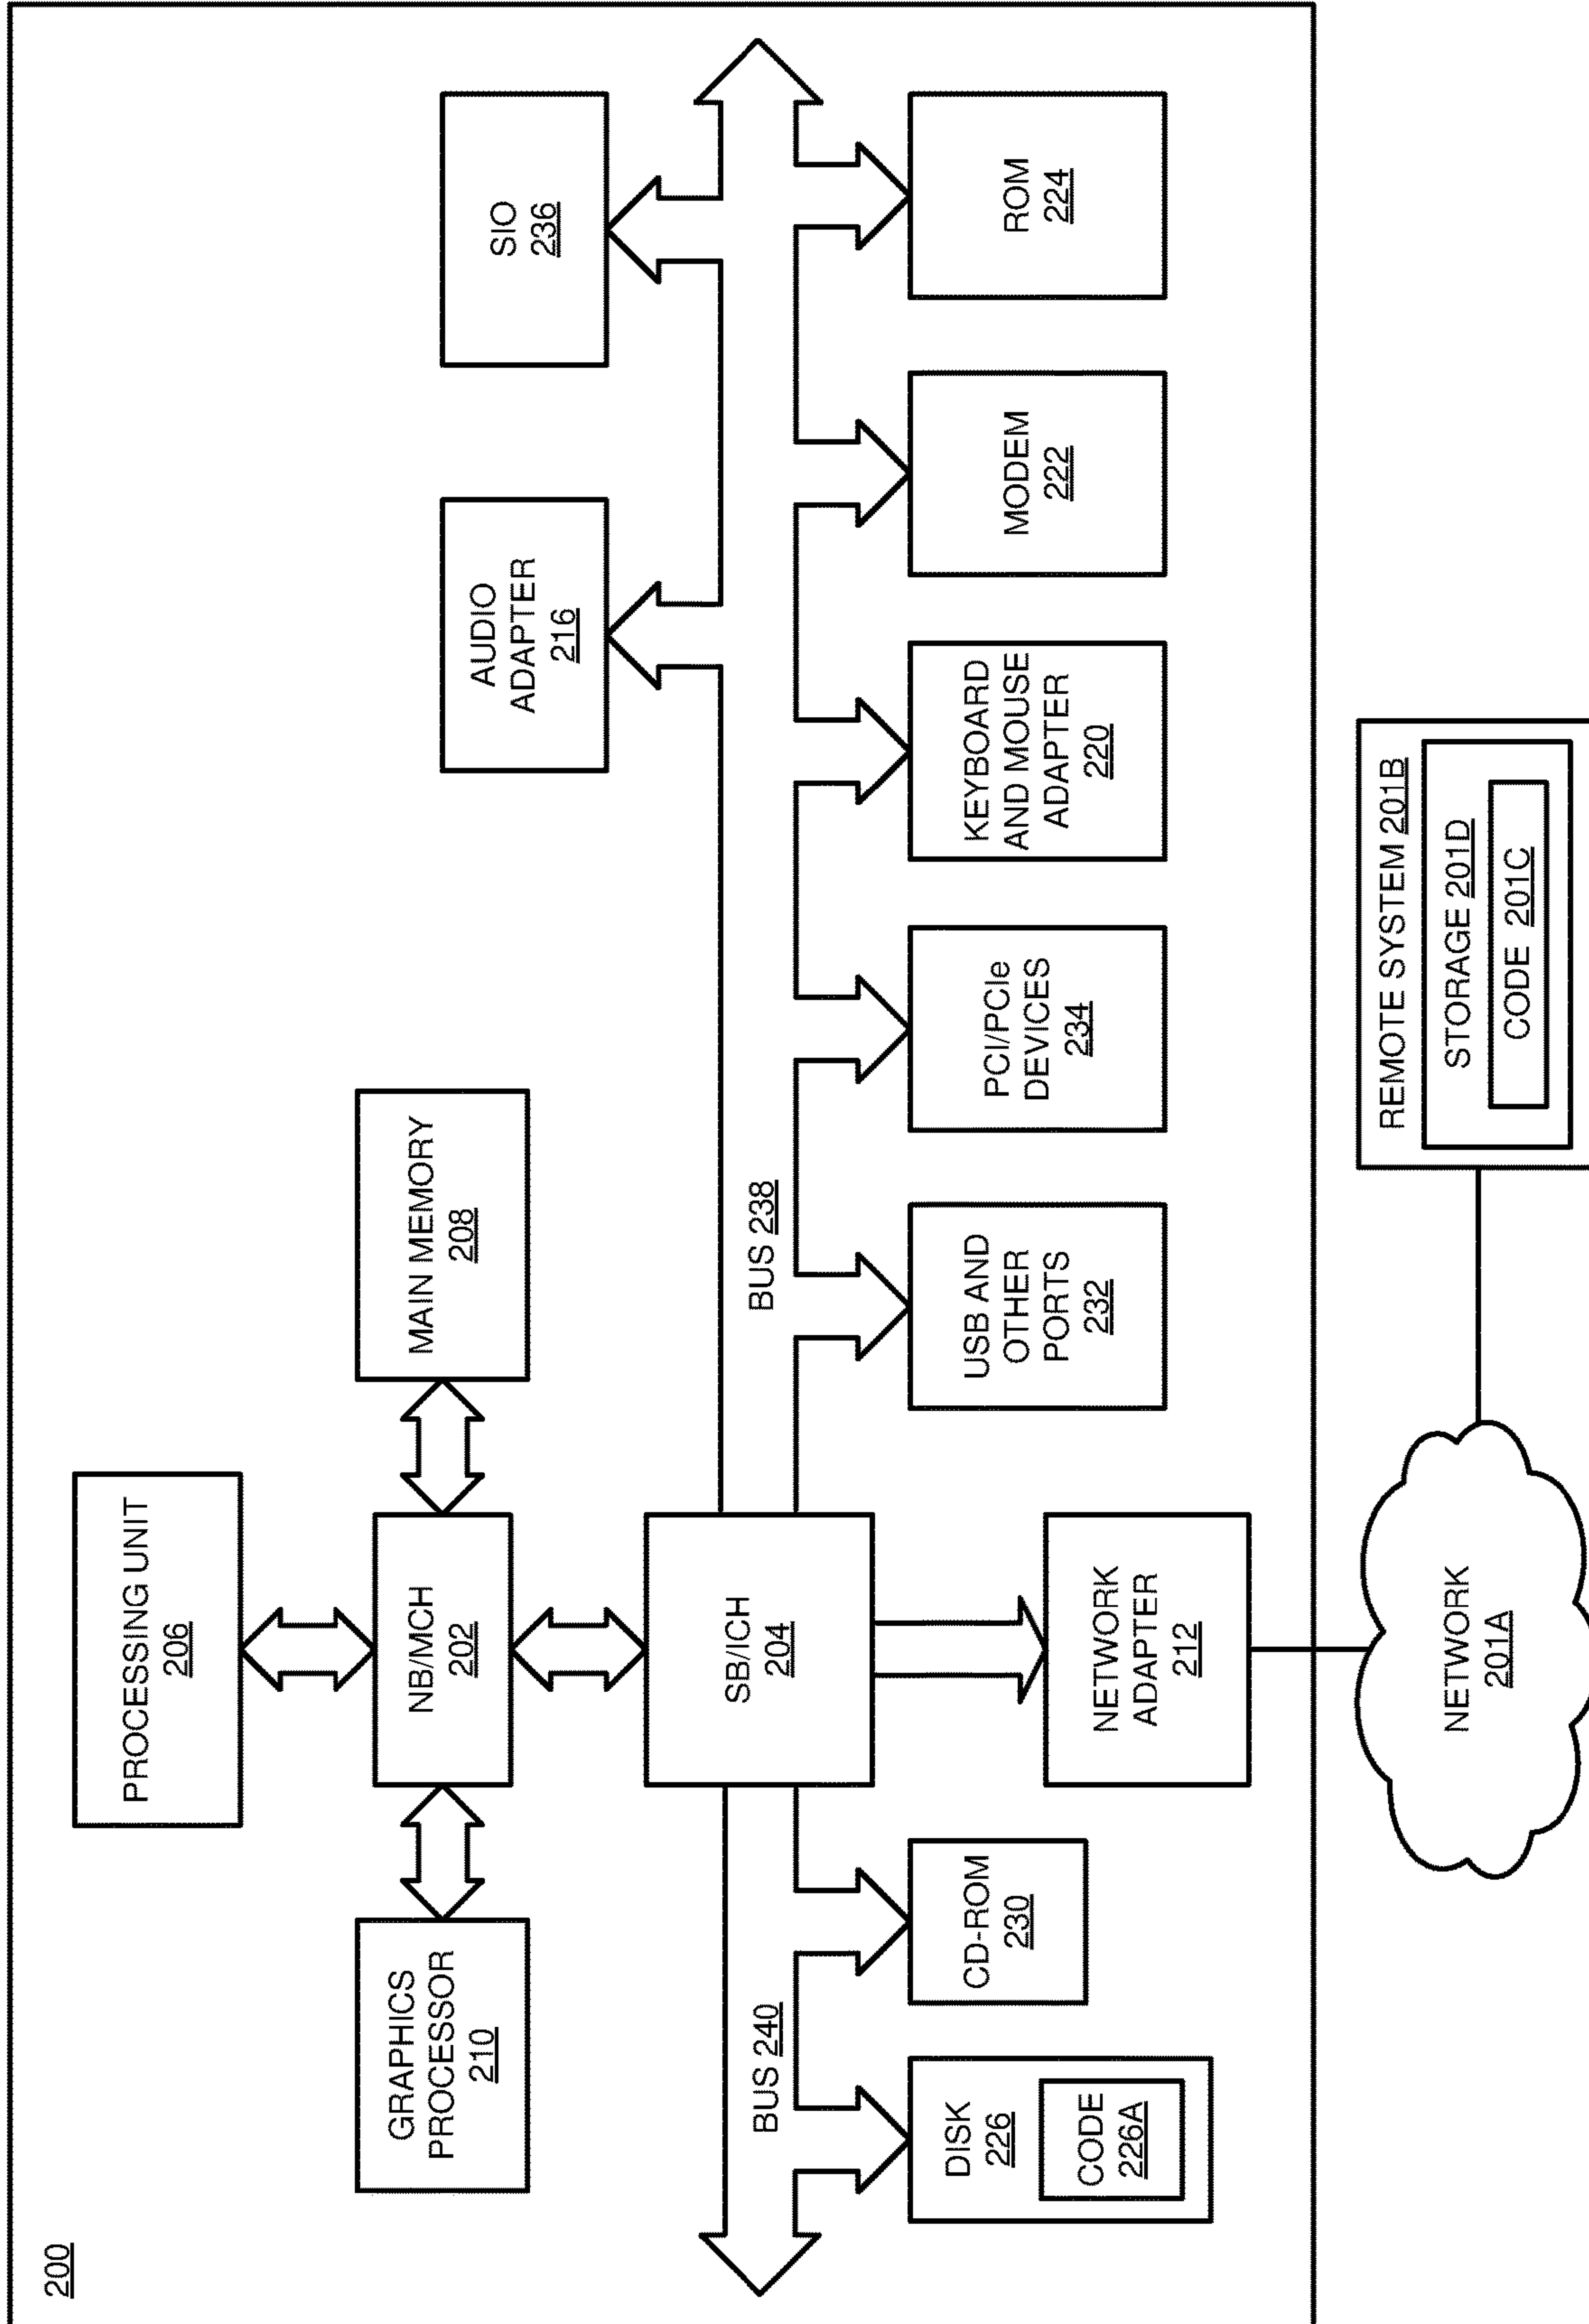 200
PROCESSING UNIT
206
GRAPHICS
PROCESSOR
210
NB/MCH
202
MAIN MEMORY
208
AUDIO
ADAPTER
216
SIO
236
SB/ICH
204
BUS 240
BUS 238
DISK
226
CODE
226A
CD-ROM
230
USB AND
OTHER
PORTS
232
PCI/PCIe
DEVICES
234
KEYBOARD
AND MOUSE
ADAPTER
220
MODEM
222
ROM
224
NETWORK
ADAPTER
212
NETWORK
201A
REMOTE SYSTEM 201B
STORAGE 201D
CODE 201C